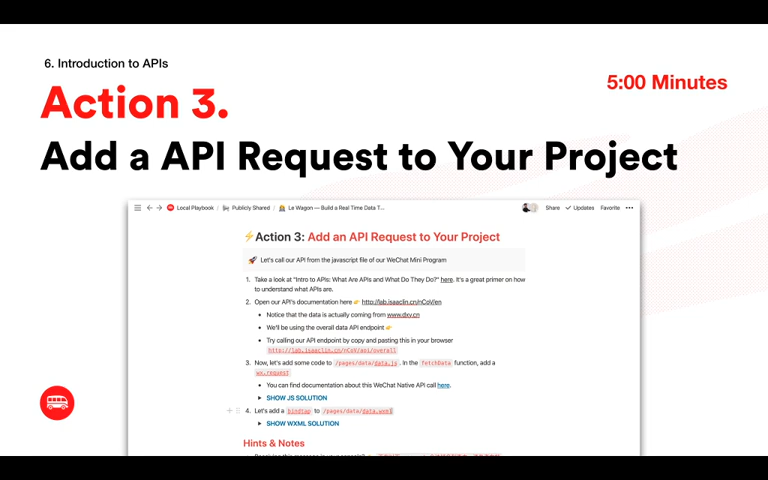 6. Introduction to APIs
5:00 Minutes
Action 3.
Add a API Request to Your Project
Local Playbook / Publicly Shared / Le Wagon — Build a Real Time Data T...
Share Updates Favorite
Action 3: Add an API Request to Your Project
Let's call our API from the javascript file of our WeChat Mini Program
1. Take a look at "Intro to APIs: What Are APIs and What Do They Do?" here. It's a great primer on how
to understand what APIs are.
2. Open our API's documentation here 👉 http://lab.isaaclin.cn/nCoV/en
• Notice that the data is actually coming from www.dxy.cn
• We'll be using the overall data API endpoint 👉
• Try calling our API endpoint by copy and pasting this in your browser
http://lab.isaaclin.cn/nCoV/api/overall
3. Now, let's add some code to /pages/data/data.js. In the fetchData function, add a
wx.request
• You can find documentation about this WeChat Native API call here.
SHOW JS SOLUTION
4. Let's add a bindtap to /pages/data/data.wxml
SHOW WXML SOLUTION
Hints & Notes